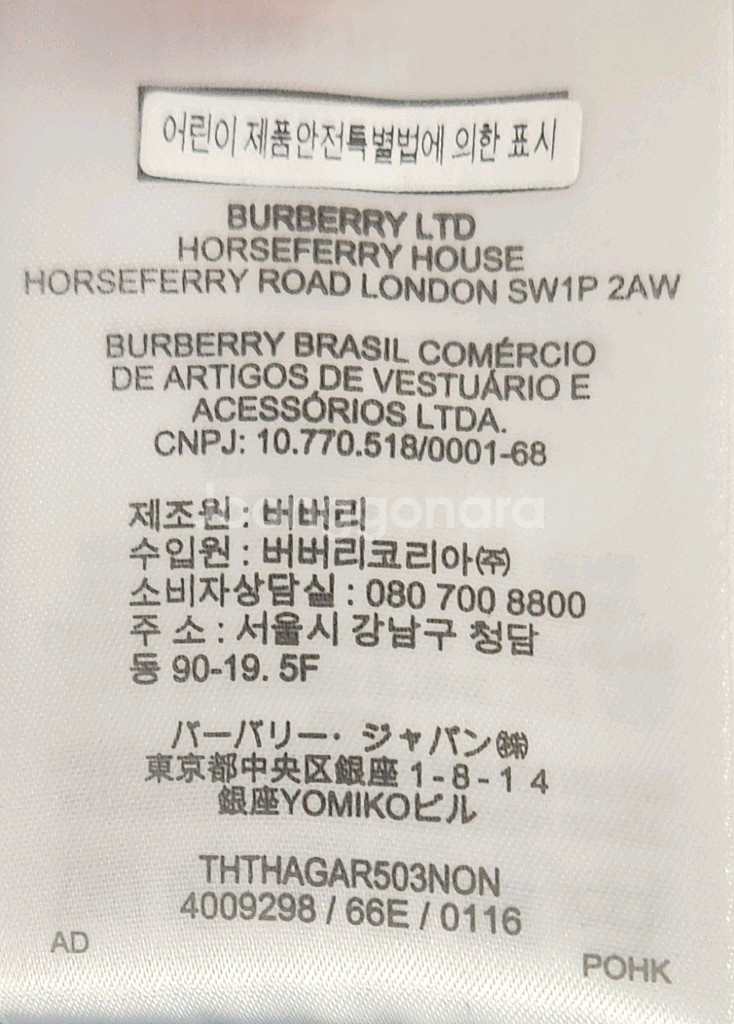 어린이제품안전특별법에 의한 표시
BURBERRY LTD
HORSEFERRY HOUSE
HORSEFERRY ROAD LONDON SW1P 2AW
BURBERRY BRASIL COMÉRCIO
DE ARTIGOS DE VESTUÁRIO E
ACESSÓRIOS LTDA.
CNPJ: 10.770.518/0001-68
제조원 : 버버리
수입원 : 버버리코리아㈜
소비자상담실 : 080 700 8800
주 소 : 서울시 강남구 청담
동 90-19. 5F
バーバリー・ジャパン㈱
東京都中央区銀座 1-8-1 4
銀座YOMIKOビル
THTHAGAR503NON
4009298 / 66E / 0116
AD
POHK